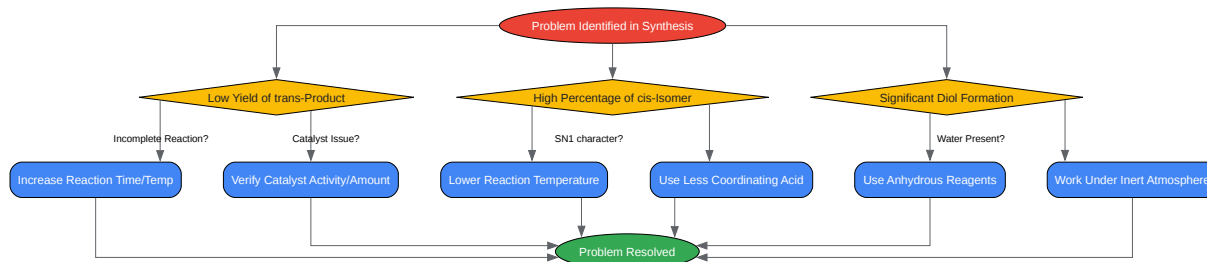 Problem Identified in Synthesis
Low Yield of trans-Product
High Percentage of cis-Isomer
Significant Diol Formation
Incomplete Reaction?
Catalyst Issue?
SN1 character?
Water Present?
Increase Reaction Time/Temp
Verify Catalyst Activity/Amount
Lower Reaction Temperature
Use Less Coordinating Acid
Use Anhydrous Reagents
Work Under Inert Atmosphere
Problem Resolved